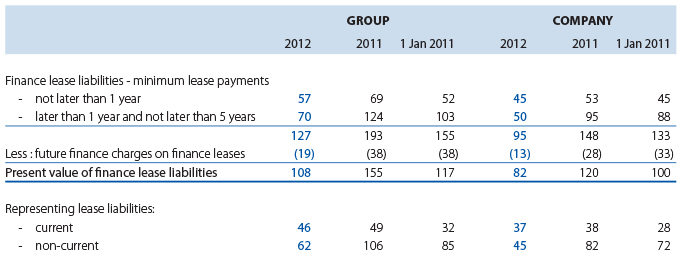 GROUP COMPANY
2012 2011 1 Jan 2011 2012 2011 1 Jan 2011
Finance lease liabilities - minimum lease payments
- not later than 1 year 57 69 52 45 53 45
- later than 1 year and not later than 5 years 70 124 103 50 95 88
127 193 155 95 148 133
Less : future finance charges on finance leases (19) (38) (38) (13) (28) (33)
Present value of finance lease liabilities 108 155 117 82 120 100
Representing lease liabilities:
- current 46 49 32 37 38 28
- non-current 62 106 85 45 82 72